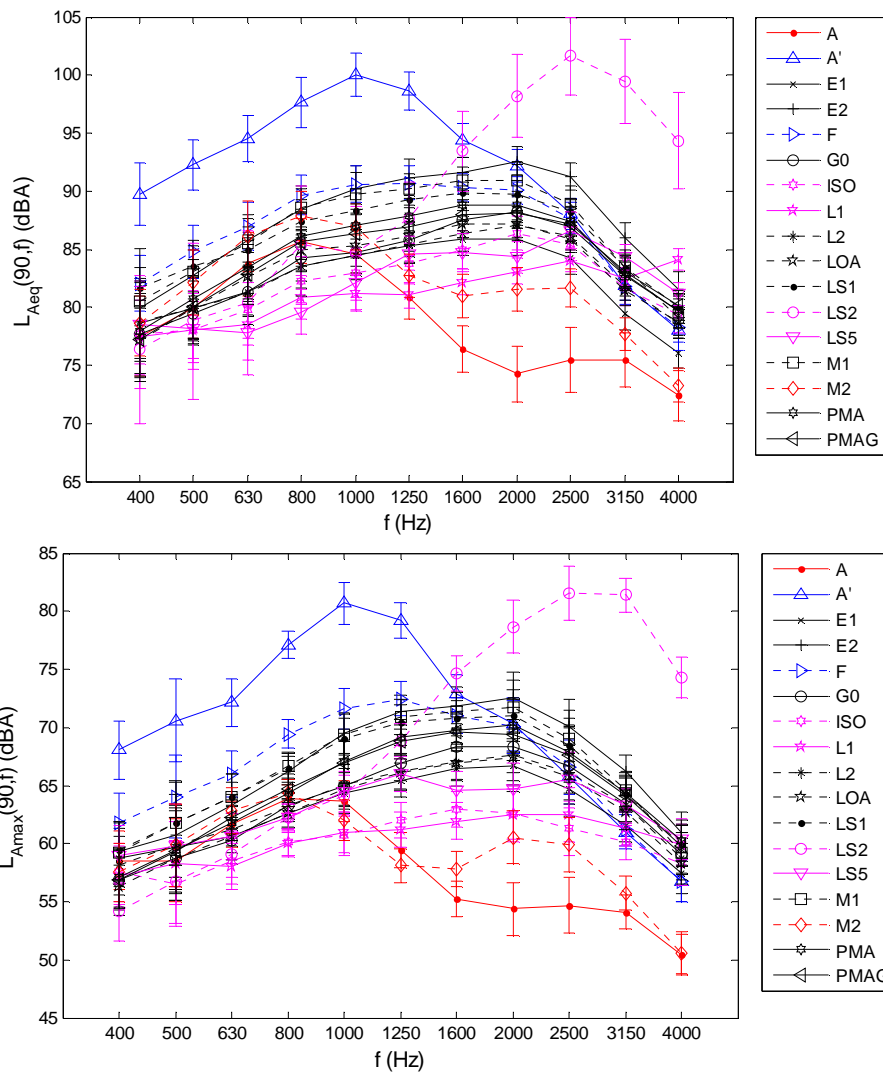 105
100
95
90
85
80
75
70
65
L_Aeq(90,f) (dBA)
400 500 630 800 1000 1250 1600 2000 2500 3150 4000
f (Hz)
A
A'
E1
E2
F
G0
ISO
L1
L2
LOA
LS1
LS2
LS5
M1
M2
PMA
PMAG
85
80
75
70
65
60
55
50
45
L_Amax(90,f) (dBA)
400 500 630 800 1000 1250 1600 2000 2500 3150 4000
f (Hz)
A
A'
E1
E2
F
G0
ISO
L1
L2
LOA
LS1
LS2
LS5
M1
M2
PMA
PMAG